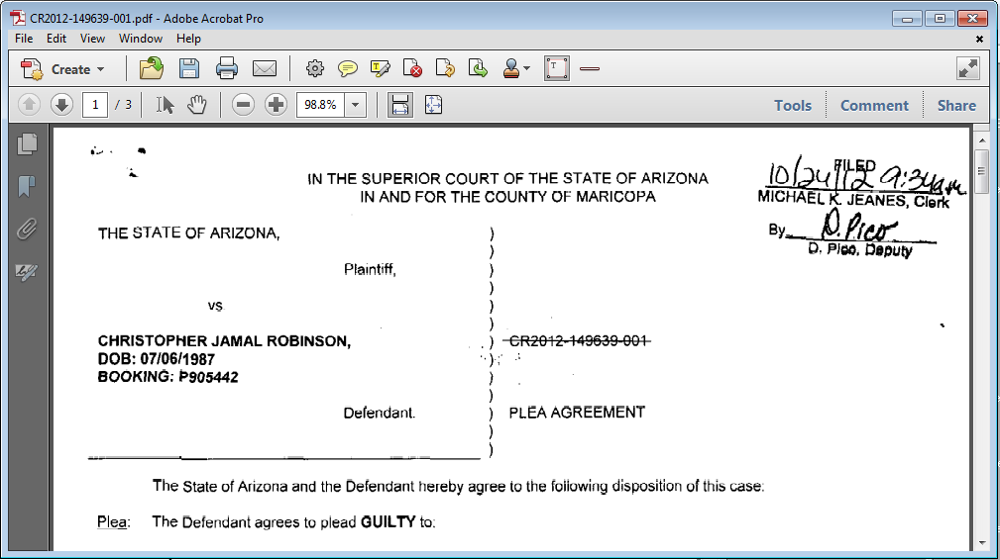 CR2012-149639-001.pdf - Adobe Acrobat Pro
File Edit View Window Help
Create
1 / 3 98.8% Tools Comment Share
FILED
10/24/12 9:34am
MICHAEL K. JEANES, Clerk
By D. Pico
D. Pico, Deputy
IN THE SUPERIOR COURT OF THE STATE OF ARIZONA
IN AND FOR THE COUNTY OF MARICOPA
THE STATE OF ARIZONA, )
)
Plaintiff, )
)
vs. )
)
CHRISTOPHER JAMAL ROBINSON, ) CR2012-149639-001
DOB: 07/06/1987 )
BOOKING: P905442 )
)
Defendant. ) PLEA AGREEMENT
)
)
The State of Arizona and the Defendant hereby agree to the following disposition of this case:
Plea: The Defendant agrees to plead GUILTY to: